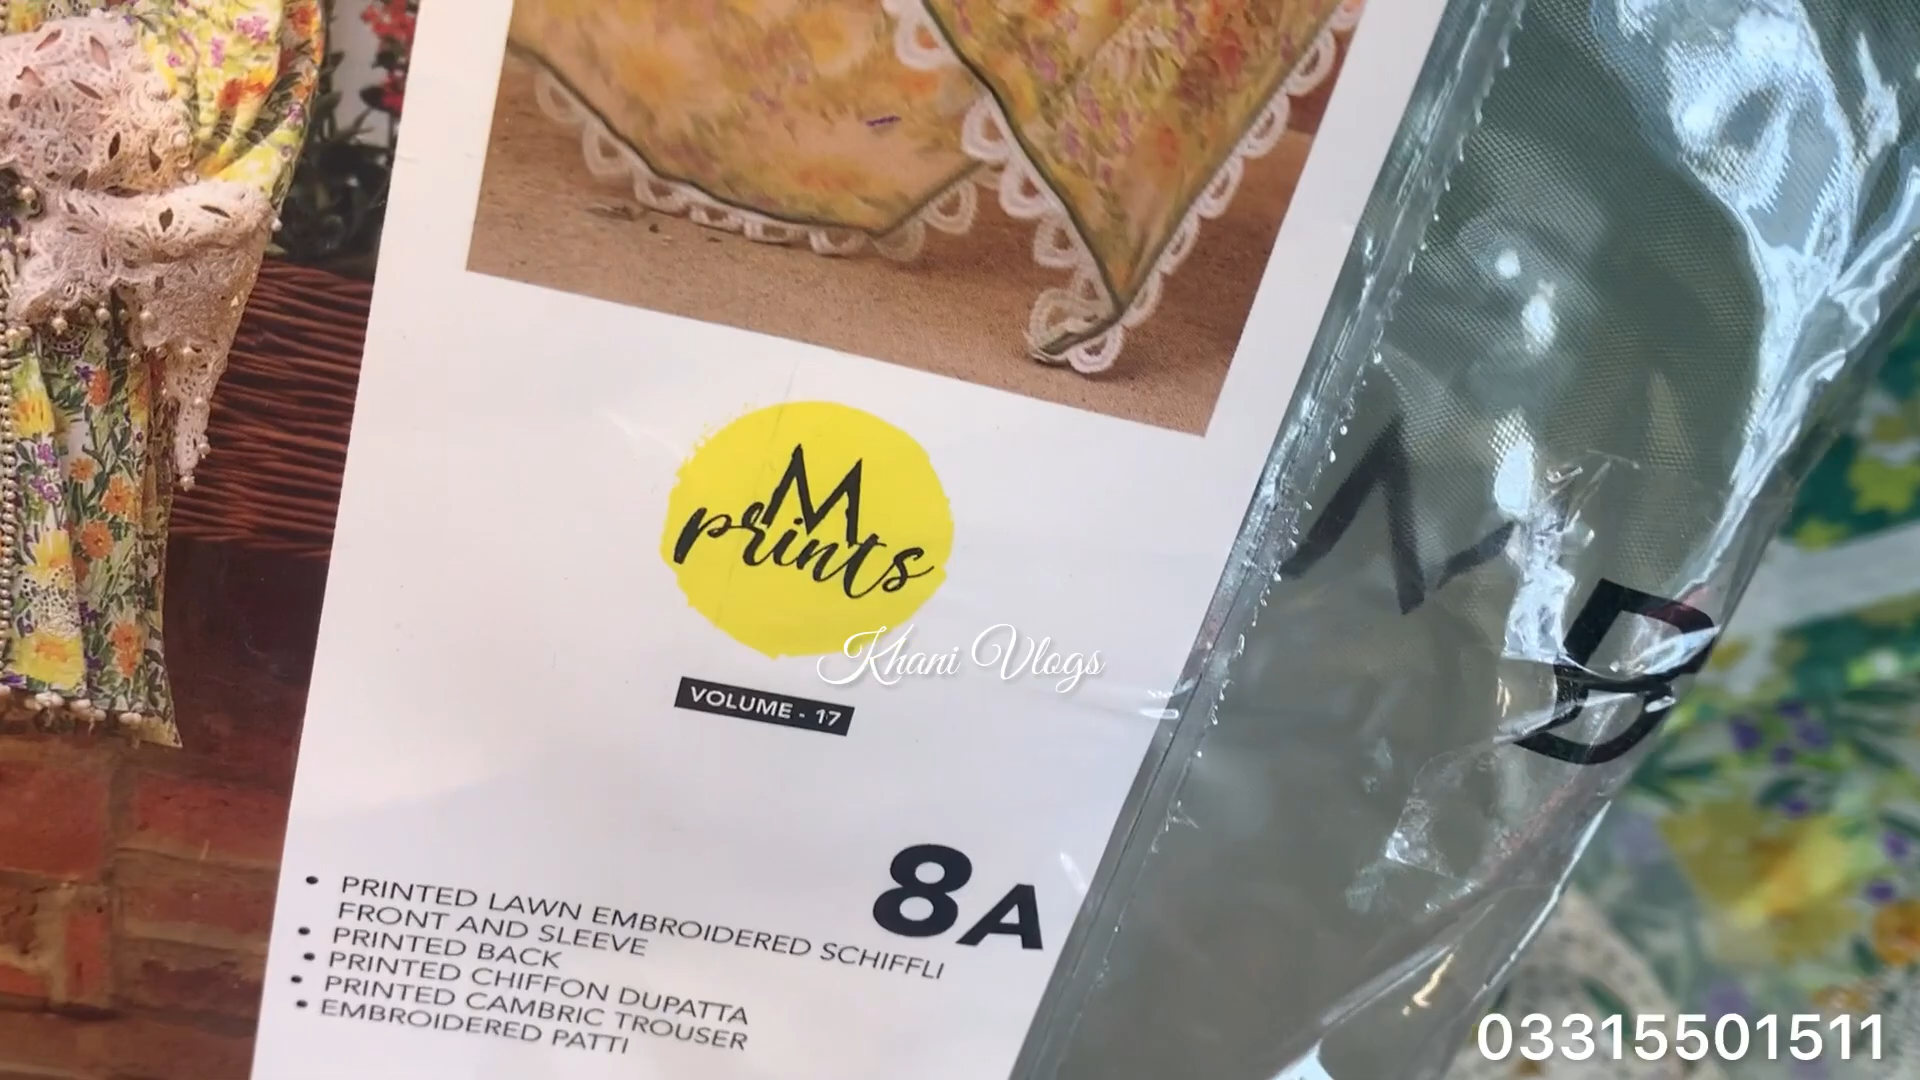 M
prints
Khani Vlogs
VOLUME - 17
8A
• PRINTED LAWN EMBROIDERED SCHIFFLI
FRONT AND SLEEVE
• PRINTED BACK
• PRINTED CHIFFON DUPATTA
• PRINTED CAMBRIC TROUSER
• EMBROIDERED PATTI
M
B
03315501511